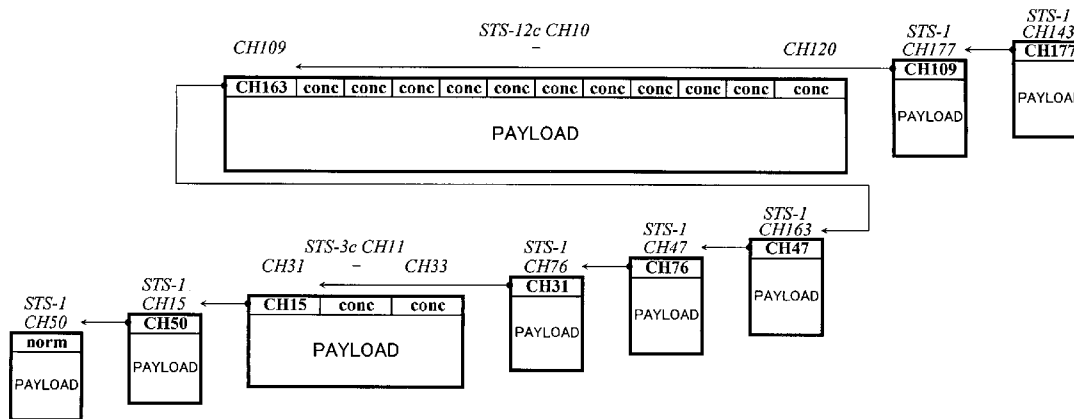 STS-1
CH143
CH177
PAYLOAD
STS-1
CH177
CH109
PAYLOAD
STS-12c CH10
CH109 – CH120
CH163 conc conc conc conc conc conc conc conc conc conc conc
PAYLOAD
STS-1
CH163
CH47
PAYLOAD
STS-1
CH47
CH76
PAYLOAD
STS-1
CH76
CH31
PAYLOAD
STS-3c CH11
CH31 – CH33
CH15 conc conc
PAYLOAD
STS-1
CH15
CH50
PAYLOAD
STS-1
CH50
norm
PAYLOAD